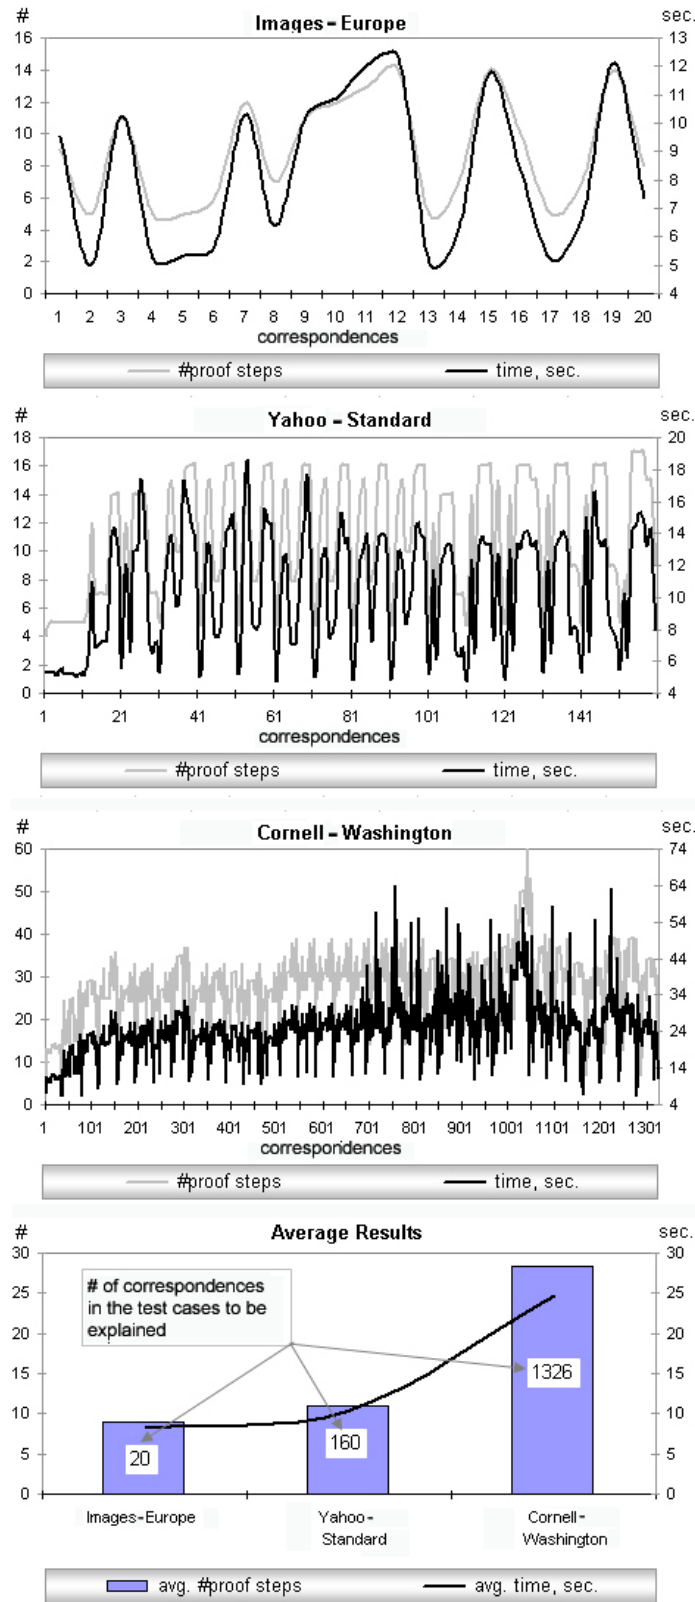 # Images - Europe sec.
16 13
14 12
12 11
10 10
8 9
6 8
4 7
2 6
0 5
4
1 2 3 4 5 6 7 8 9 10 11 12 13 14 15 16 17 18 19 20
correspondences
#proof steps time, sec.
# Yahoo - Standard sec.
18 20
16 18
14 16
12 14
10 12
8 10
6 8
4 6
2 4
0
1 21 41 61 81 101 121 141
correspondences
#proof steps time, sec.
# Cornell - Washington sec.
60 74
50 64
40 54
30 44
20 34
10 24
0 14
4
1 101 201 301 401 501 601 701 801 901 1001 1101 1201 1301
correspondences
#proof steps time, sec.
# Average Results sec.
30 30
25 25
20 20
15 15
10 10
5 5
0 0
# of correspondences
in the test cases to be
explained
20 160 1326
Images-Europe Yahoo- Cornell -
Standard Washington
avg. #proof steps avg. time, sec.